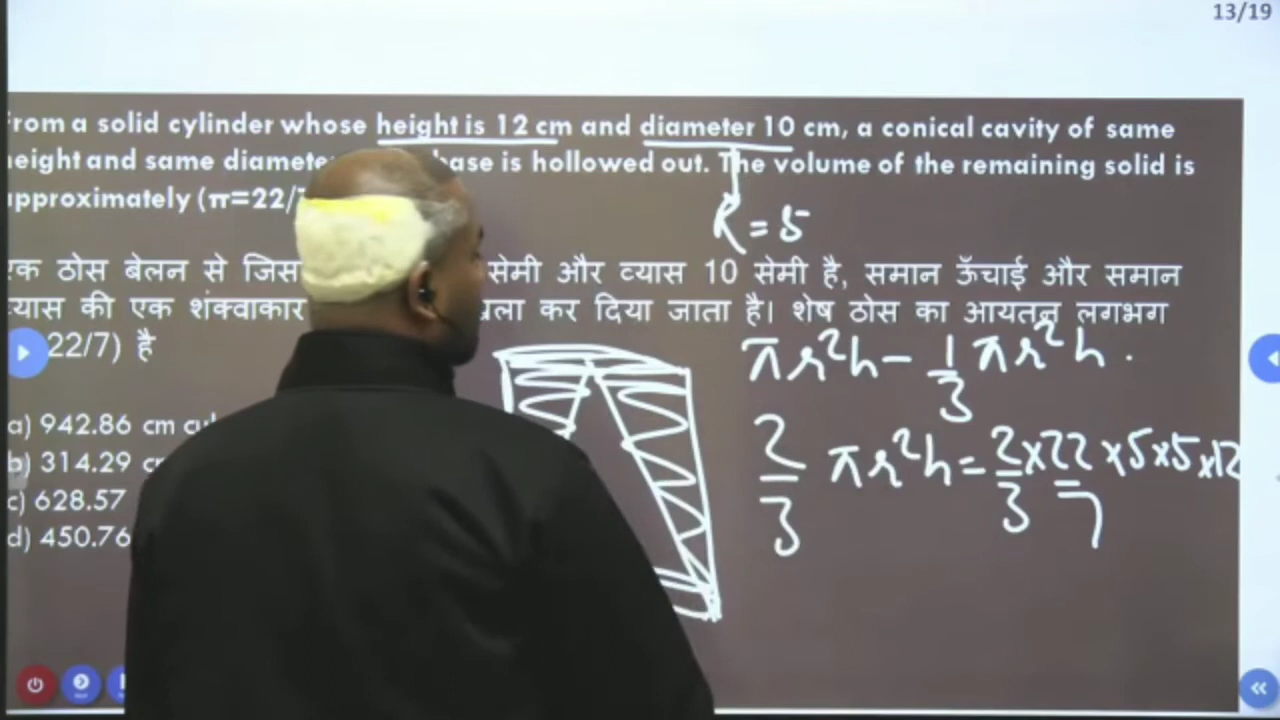 13/19
rom a solid cylinder whose height is 12 cm and diameter 10 cm, a conical cavity of same
eight and same diamete base is hollowed out. The volume of the remaining solid is
pproximately (π=22/
R = 5
एक ठोस बेलन से जिस सेमी और व्यास 10 सेमी है, समान ऊँचाई और समान
्यास की एक शंक्वाकार खला कर दिया जाता है। शेष ठोस का आयतन लगभग
22/7) है
πr²h - 1/3 πr²h.
2/3 πr²h = 2/3 × 22/7 × 5 × 5 × 12
a) 942.86 cm cu
b) 314.29 c
c) 628.57
d) 450.76